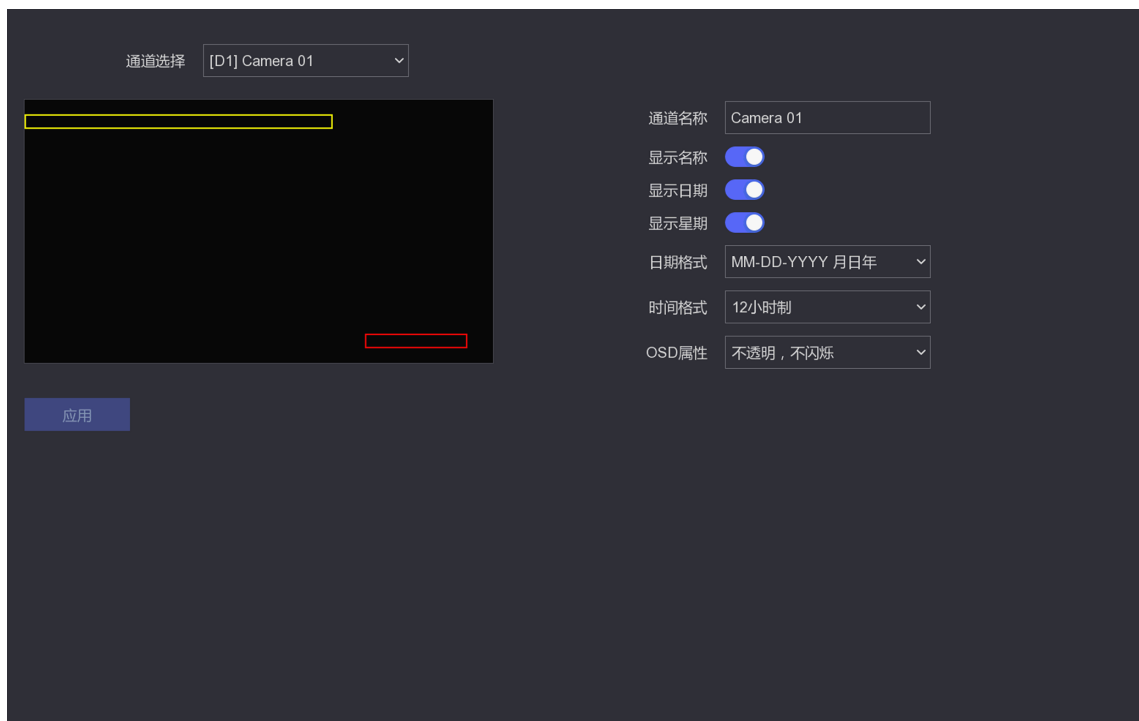 通道选择 [D1] Camera 01
通道名称 Camera 01
显示名称
显示日期
显示星期
日期格式 MM-DD-YYYY 月日年
时间格式 12小时制
OSD属性 不透明，不闪烁
应用